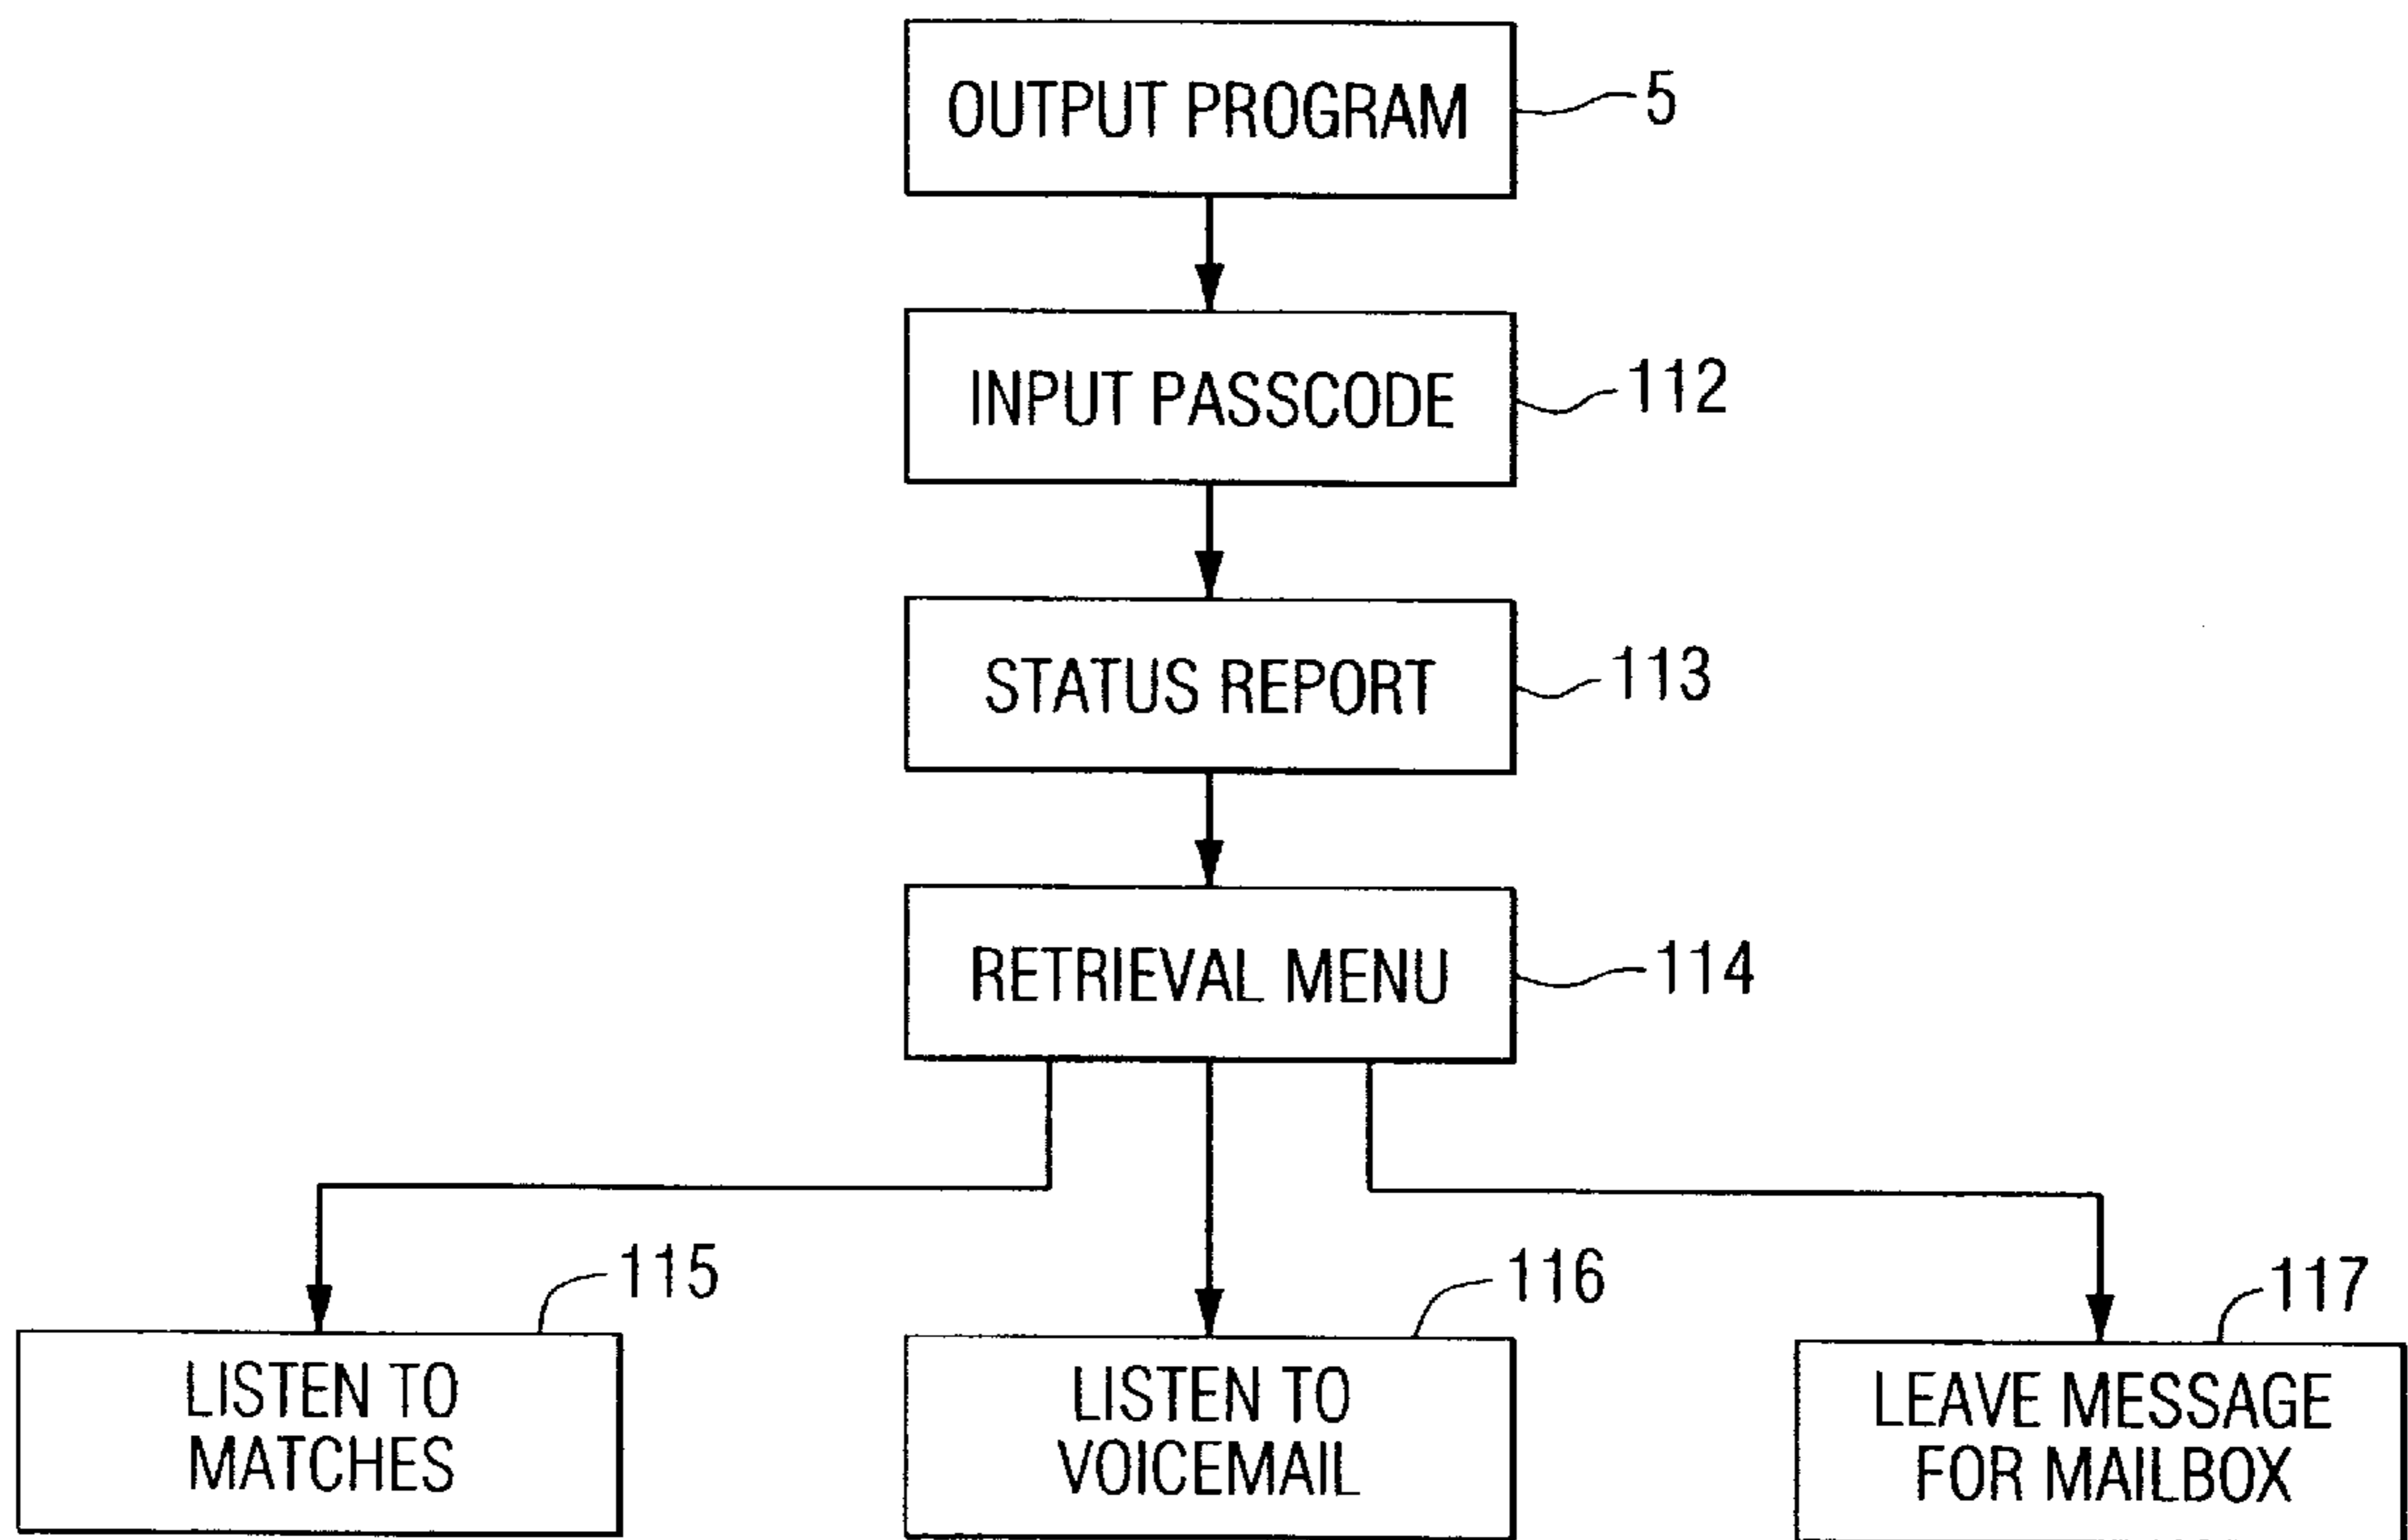 OUTPUT PROGRAM
5
INPUT PASSCODE
112
STATUS REPORT
113
RETRIEVAL MENU
114
115
LISTEN TO
MATCHES
116
LISTEN TO
VOICEMAIL
117
LEAVE MESSAGE
FOR MAILBOX